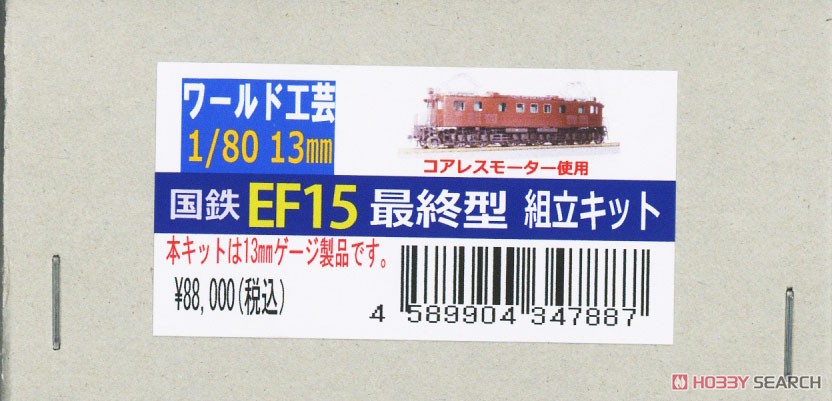 ワールド工芸
1/80 13mm
コアレスモーター使用
国鉄 EF15 最終型 組立キット
本キットは13mmゲージ製品です。
¥88,000(税込)
4 589904 347887
HOBBY SEARCH